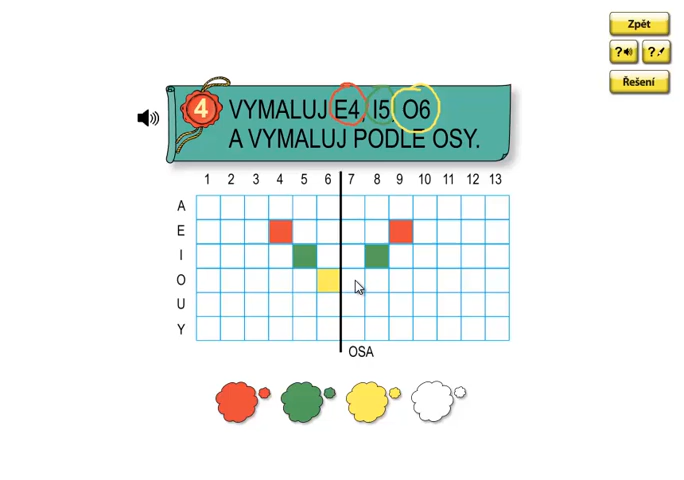 Zpět
?
?
Řešení
4
VYMALUJ E4, I5, O6
A VYMALUJ PODLE OSY.
1 2 3 4 5 6 7 8 9 10 11 12 13
A
E
I
O
U
Y
OSA